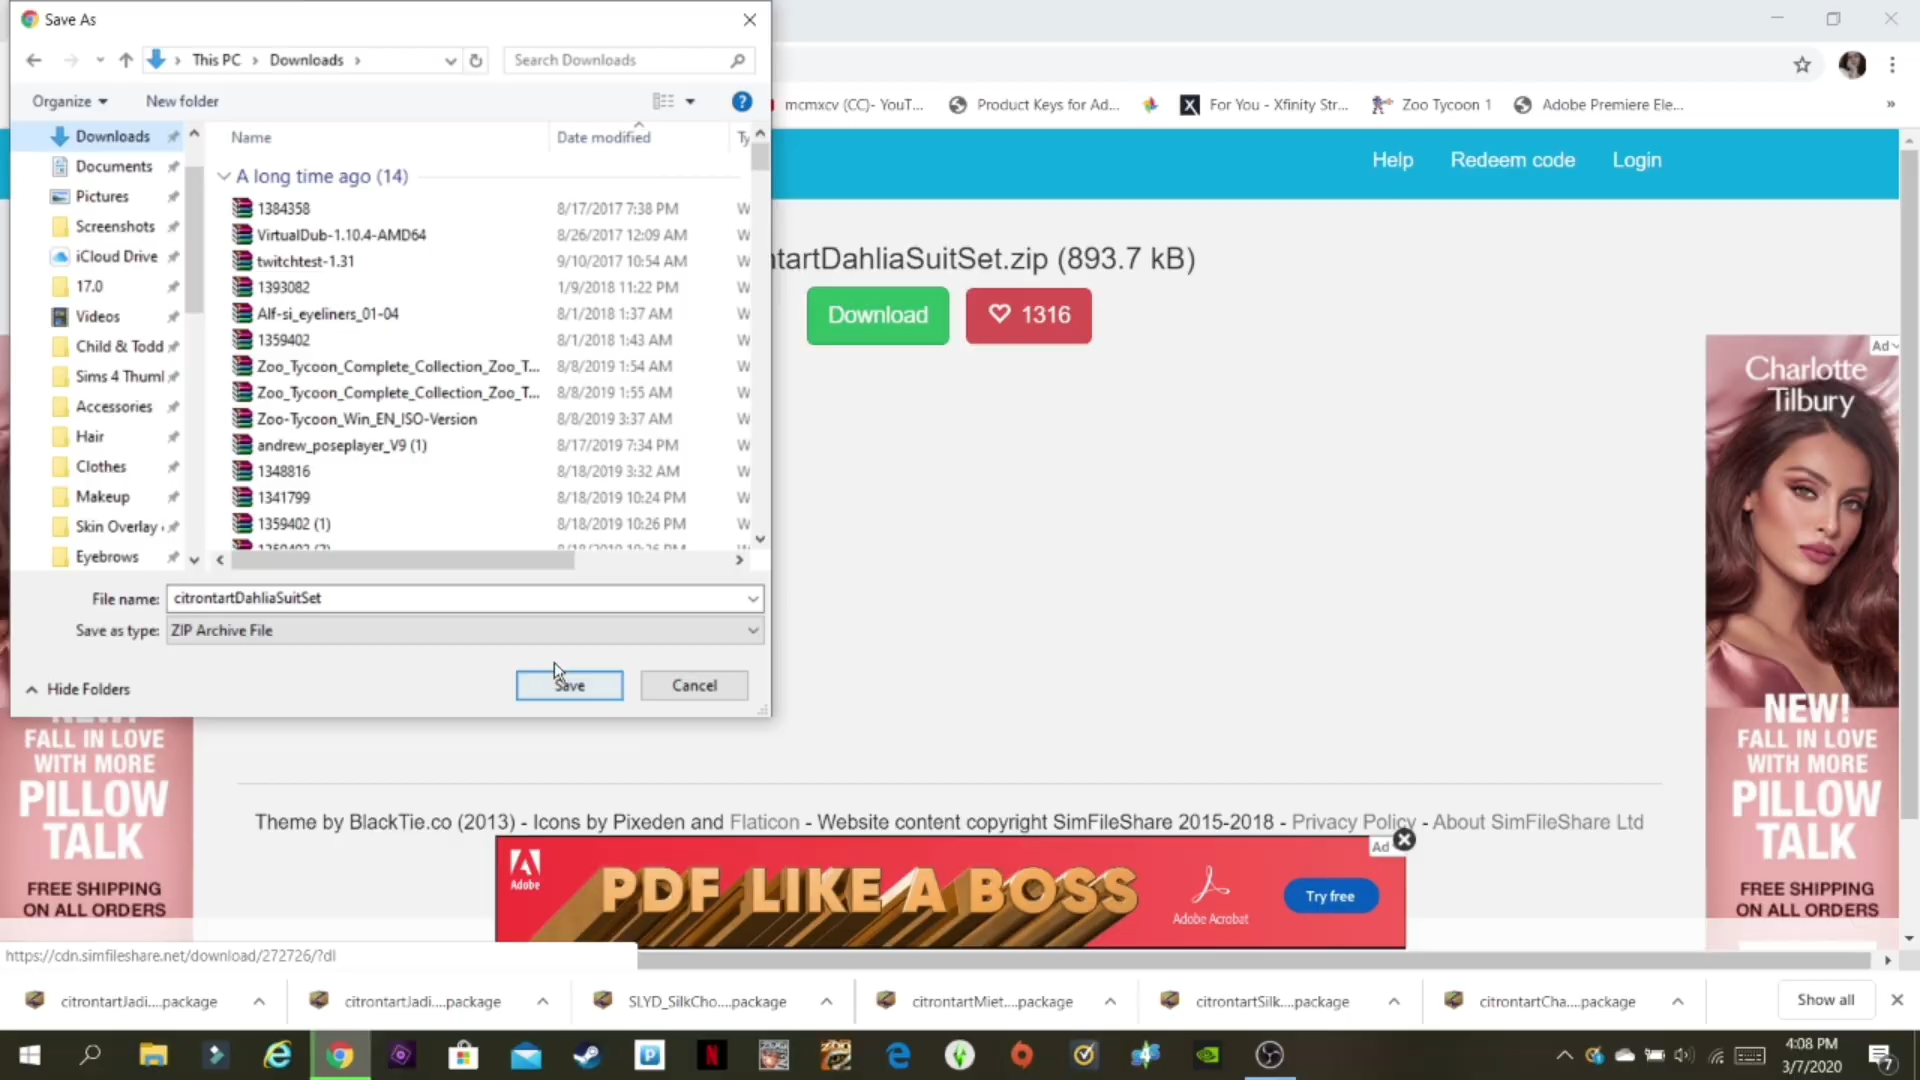 Save As
This PC > Downloads >
Search Downloads
Organize
New folder
mcmxcv (CC)- YouT...
Product Keys for Ad...
For You - Xfinity Str...
Zoo Tycoon 1
Adobe Premiere Ele...
Downloads
Documents
Pictures
Screenshots
iCloud Drive
17.0
Videos
Child & Todd
Sims 4 Thuml
Accessories
Hair
Clothes
Makeup
Skin Overlay
Eyebrows
Name
Date modified
Ty
A long time ago (14)
1384358 8/17/2017 7:38 PM W
VirtualDub-1.10.4-AMD64 8/26/2017 12:09 AM W
twitchtest-1.31 9/10/2017 10:54 AM W
1393082 1/9/2018 11:22 PM W
Alf-si_eyeliners_01-04 8/1/2018 1:37 AM W
1359402 8/1/2018 1:43 AM W
Zoo_Tycoon_Complete_Collection_Zoo_T... 8/8/2019 1:54 AM W
Zoo_Tycoon_Complete_Collection_Zoo_T... 8/8/2019 1:55 AM W
Zoo-Tycoon_Win_EN_ISO-Version 8/8/2019 3:37 AM W
andrew_poseplayer_V9 (1) 8/17/2019 7:34 PM W
1348816 8/18/2019 3:32 AM W
1341799 8/18/2019 10:24 PM W
1359402 (1) 8/18/2019 10:26 PM W
File name: citrontartDahliaSuitSet
Save as type: ZIP Archive File
Hide Folders
Save
Cancel
Help
Redeem code
Login
ntartDahliaSuitSet.zip (893.7 kB)
Download
1316
Ad
Charlotte
Tilbury
NEW!
FALL IN LOVE
WITH MORE
PILLOW
TALK
FREE SHIPPING
ON ALL ORDERS
NEW!
FALL IN LOVE
WITH MORE
PILLOW
TALK
FREE SHIPPING
ON ALL ORDERS
Theme by BlackTie.co (2013) - Icons by Pixeden and Flaticon - Website content copyright SimFileShare 2015-2018 - Privacy Policy - About SimFileShare Ltd
Adobe
PDF LIKE A BOSS
Adobe Acrobat
Try free
Ad
https://cdn.simfileshare.net/download/272726/?dl
citrontartJadi....package
citrontartJadi....package
SLYD_SilkCho....package
citrontartMiet....package
citrontartSilk....package
citrontartCha....package
Show all
4:08 PM
3/7/2020
7